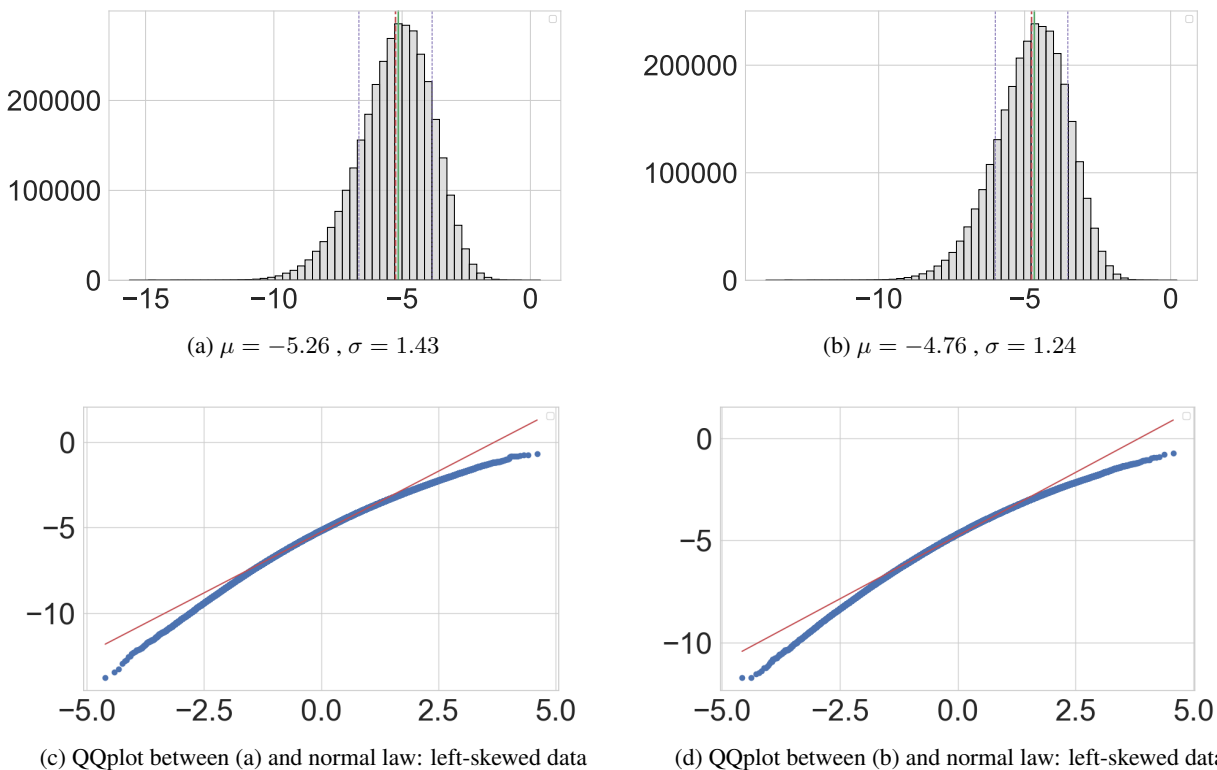 200000
100000
0
−15 −10 −5 0
(a) μ = −5.26 , σ = 1.43
200000
100000
0
−10 −5 0
(b) μ = −4.76 , σ = 1.24
0
−5
−10
−5.0 −2.5 0.0 2.5 5.0
(c) QQplot between (a) and normal law: left-skewed data
0
−5
−10
−5.0 −2.5 0.0 2.5 5.0
(d) QQplot between (b) and normal law: left-skewed data